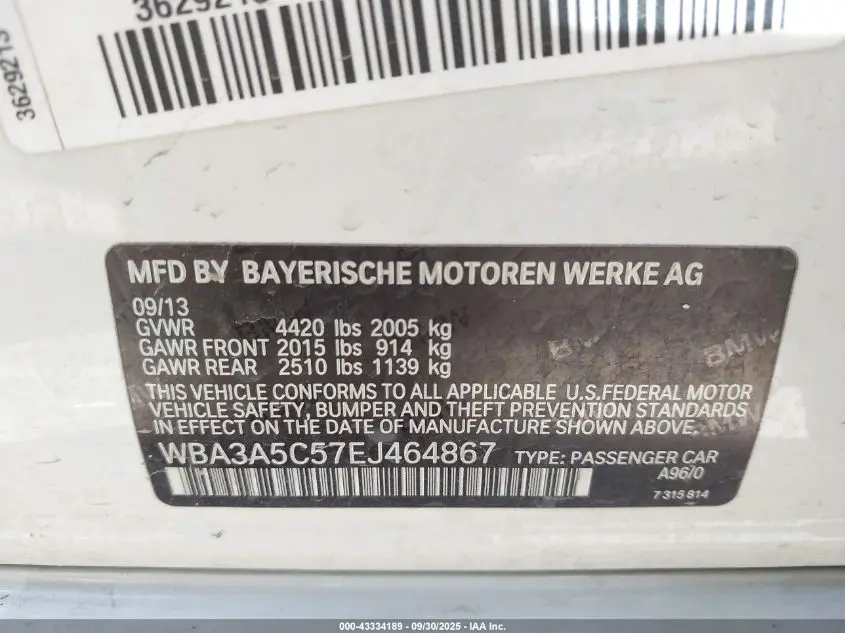 36292213
MFD BY BAYERISCHE MOTOREN WERKE AG
09/13
GVWR 4420 lbs 2005 kg
GAWR FRONT 2015 lbs 914 kg
GAWR REAR 2510 lbs 1139 kg
THIS VEHICLE CONFORMS TO ALL APPLICABLE U.S.FEDERAL MOTOR
VEHICLE SAFETY, BUMPER AND THEFT PREVENTION STANDARDS
IN EFFECT ON THE DATE OF MANUFACTURE SHOWN ABOVE.
WBA3A5C57EJ464867 TYPE: PASSENGER CAR
A96/0
7 315 814
BMW
BMW
000-43334189 - 09/30/2025 - IAA Inc.